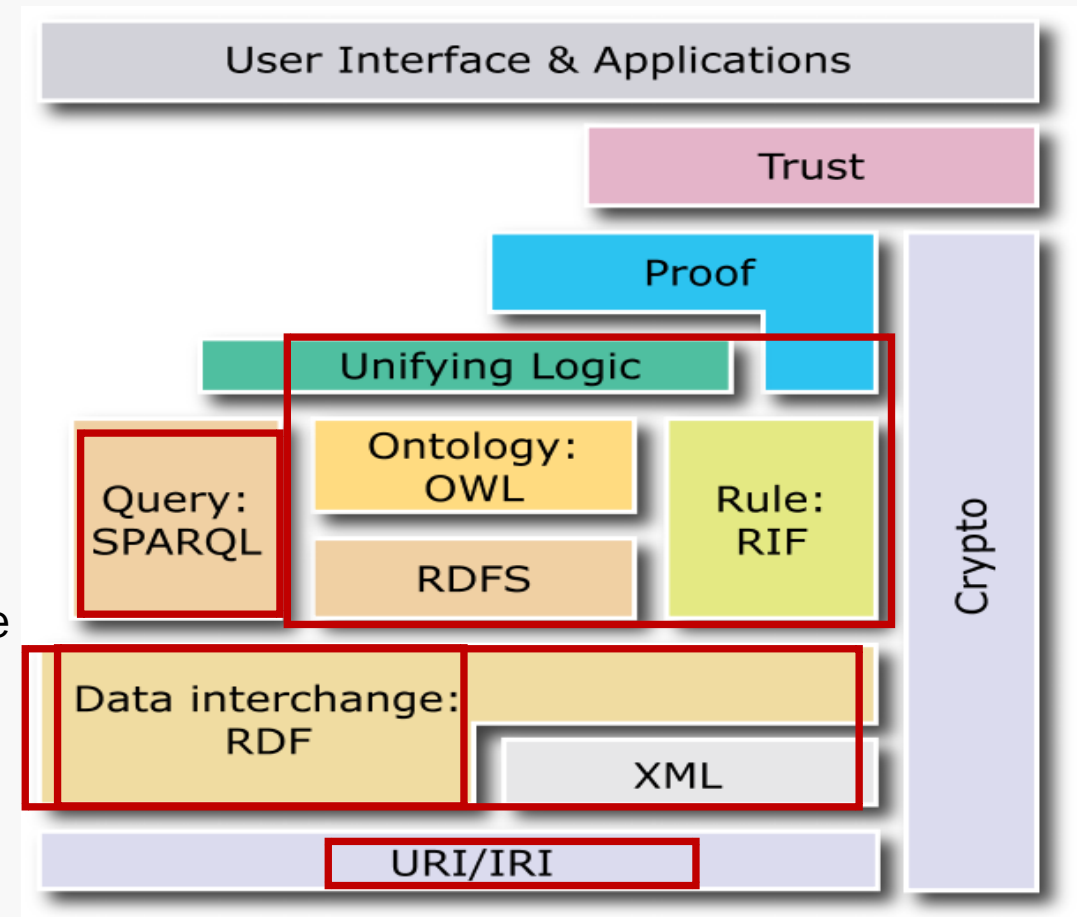 User Interface & Applications
Trust
Proof
Unifying Logic
Ontology:
OWL
Query:
SPARQL
Rule:
RIF
RDFS
Crypto
e
Data interchange:
RDF
XML
URI/IRI